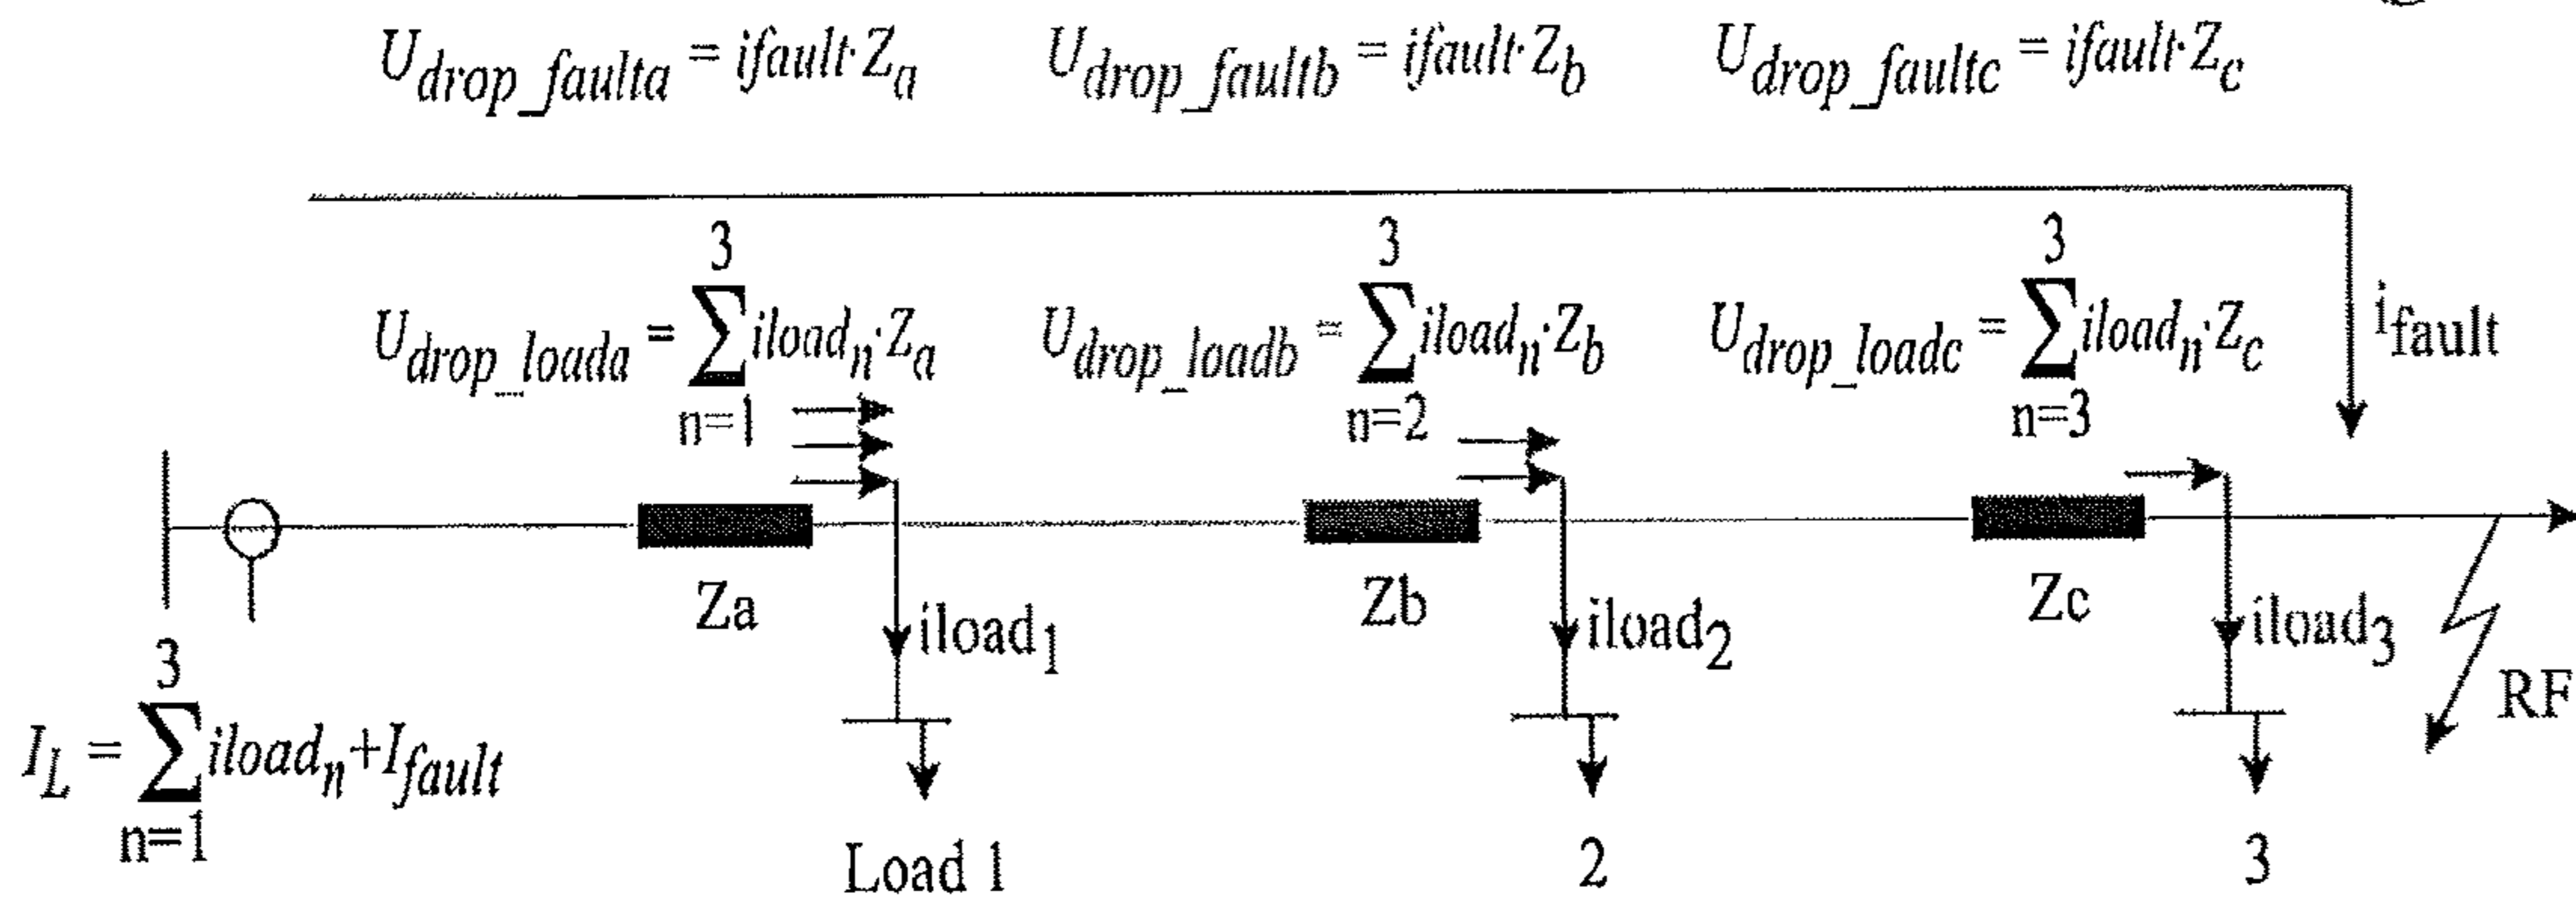 U_drop_faulta = ifault·Z_a U_drop_faultb = ifault·Z_b U_drop_faultc = ifault·Z_c
3 3 3
U_drop_loada = ∑ iload_n·Z_a U_drop_loadb = ∑ iload_n·Z_b U_drop_loadc = ∑ iload_n·Z_c i_fault
n=1 n=2 n=3
Za Zb Zc
iload_1 iload_2 iload_3
RF
3
I_L = ∑ iload_n+I_fault
n=1
Load 1 2 3